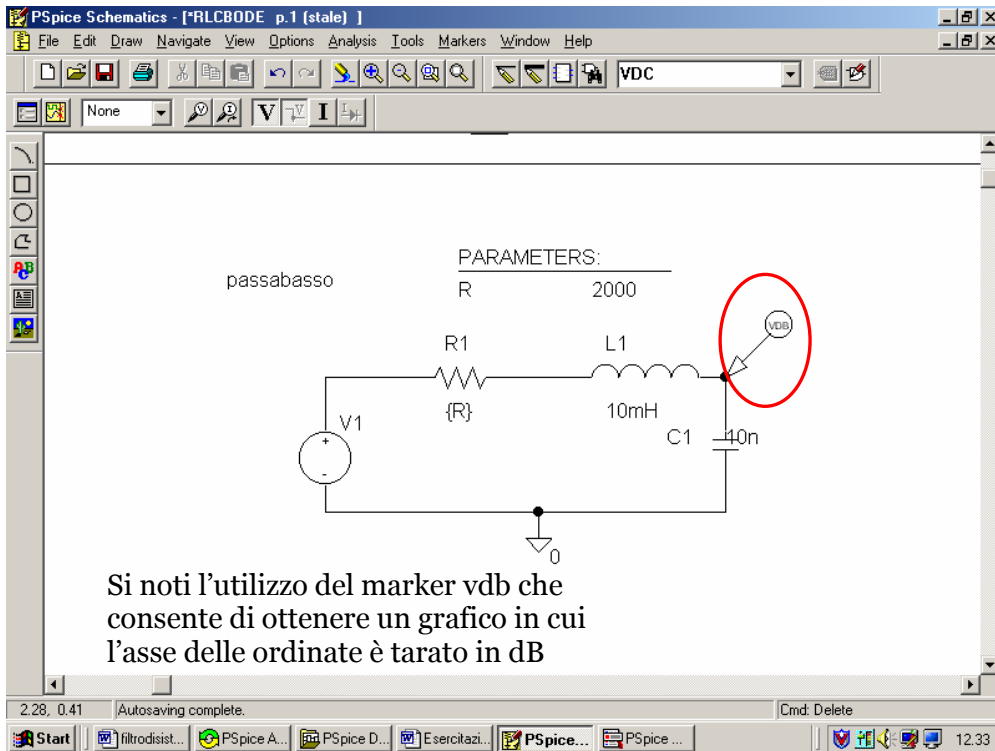 PSpice Schematics - [*RLCBODE p.1 (stale) ]
File Edit Draw Navigate View Options Analysis Tools Markers Window Help
VDC
None
V I
passabasso
PARAMETERS:
R 2000
VDB
R1
L1
{R}
10mH
V1
+
-
C1
10n
0
Si noti l’utilizzo del marker vdb che
consente di ottenere un grafico in cui
l’asse delle ordinate è tarato in dB
2.28, 0.41 Autosaving complete. Cmd: Delete
Start filtrodisist... PSpice A... PSpice D... Esercitazi... PSpice... PSpice ... 12.33